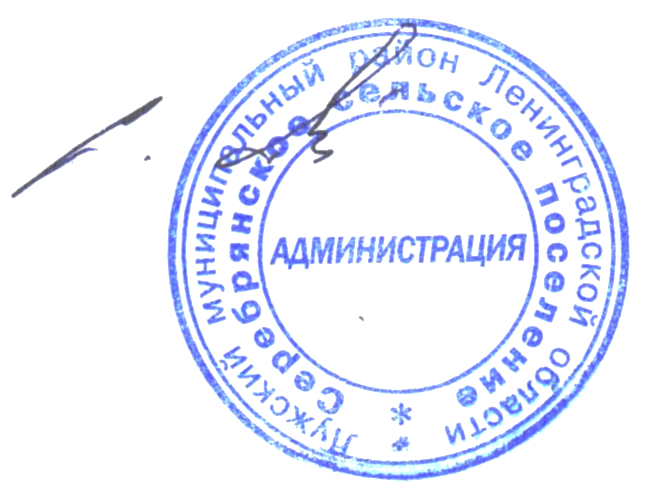 Лужский муниципальный район Ленинградской области *
Серебрянское сельское поселение *
АДМИНИСТРАЦИЯ